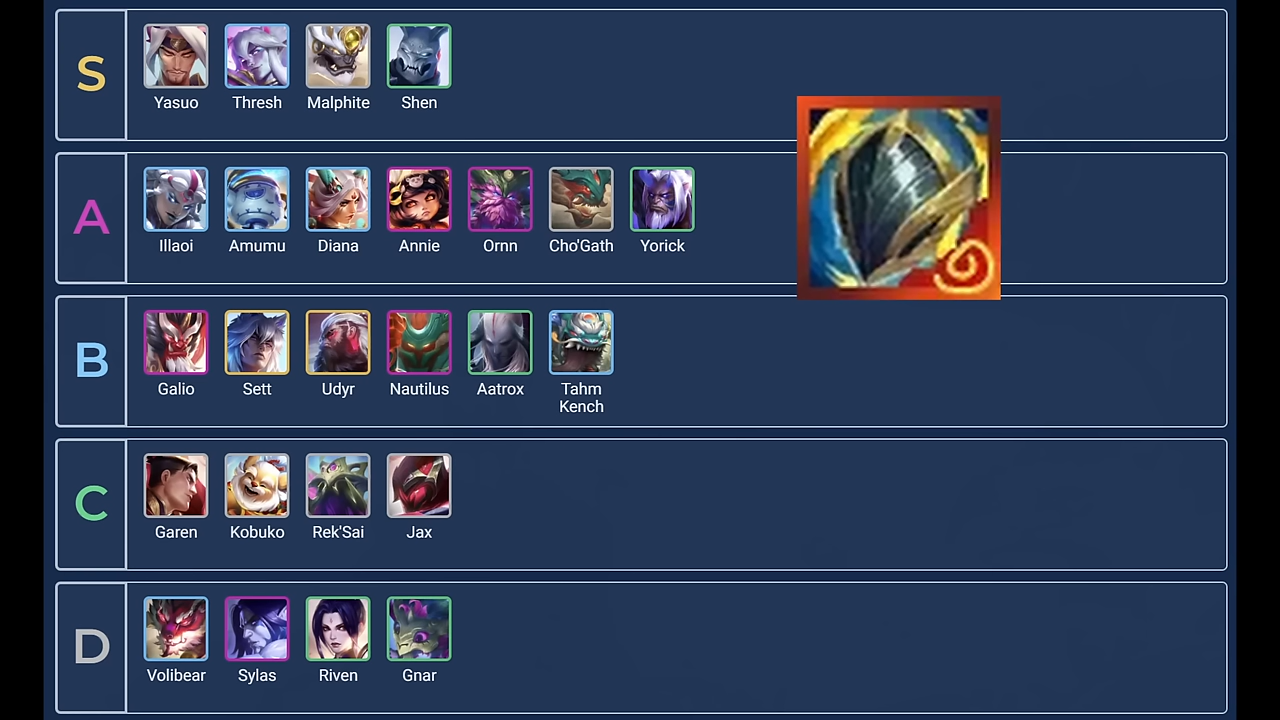 S
Yasuo
Thresh
Malphite
Shen
A
Illaoi
Amumu
Diana
Annie
Ornn
Cho'Gath
Yorick
B
Galio
Sett
Udyr
Nautilus
Aatrox
Tahm
Kench
C
Garen
Kobuko
Rek'Sai
Jax
D
Volibear
Sylas
Riven
Gnar